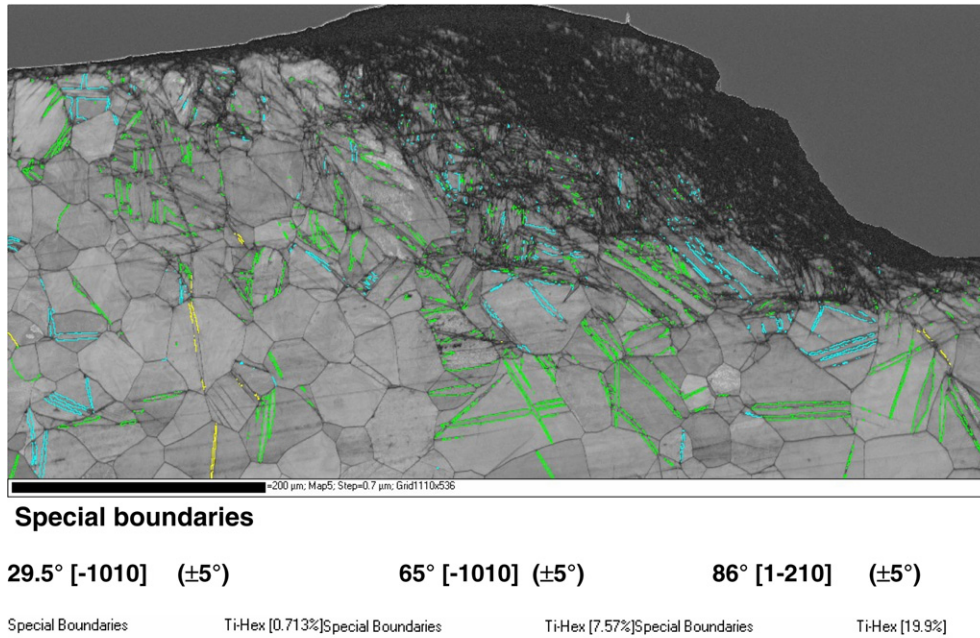 =200 µm; Map5; Step=0.7 µm; Grid1110x536
Special boundaries
29.5° [-1010] (±5°) 65° [-1010] (±5°) 86° [1-210] (±5°)
Special Boundaries Ti-Hex [0.713%]Special Boundaries Ti-Hex [7.57%]Special Boundaries Ti-Hex [19.9%]